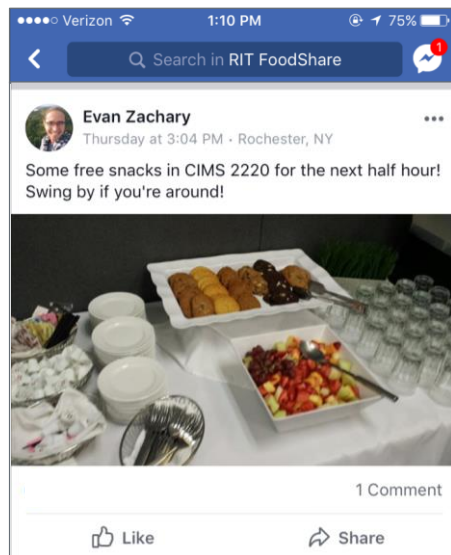 Verizon 1:10 PM 75%
Search in RIT FoodShare 1
Evan Zachary
Thursday at 3:04 PM · Rochester, NY
Some free snacks in CIMS 2220 for the next half hour!
Swing by if you're around!
1 Comment
Like Share